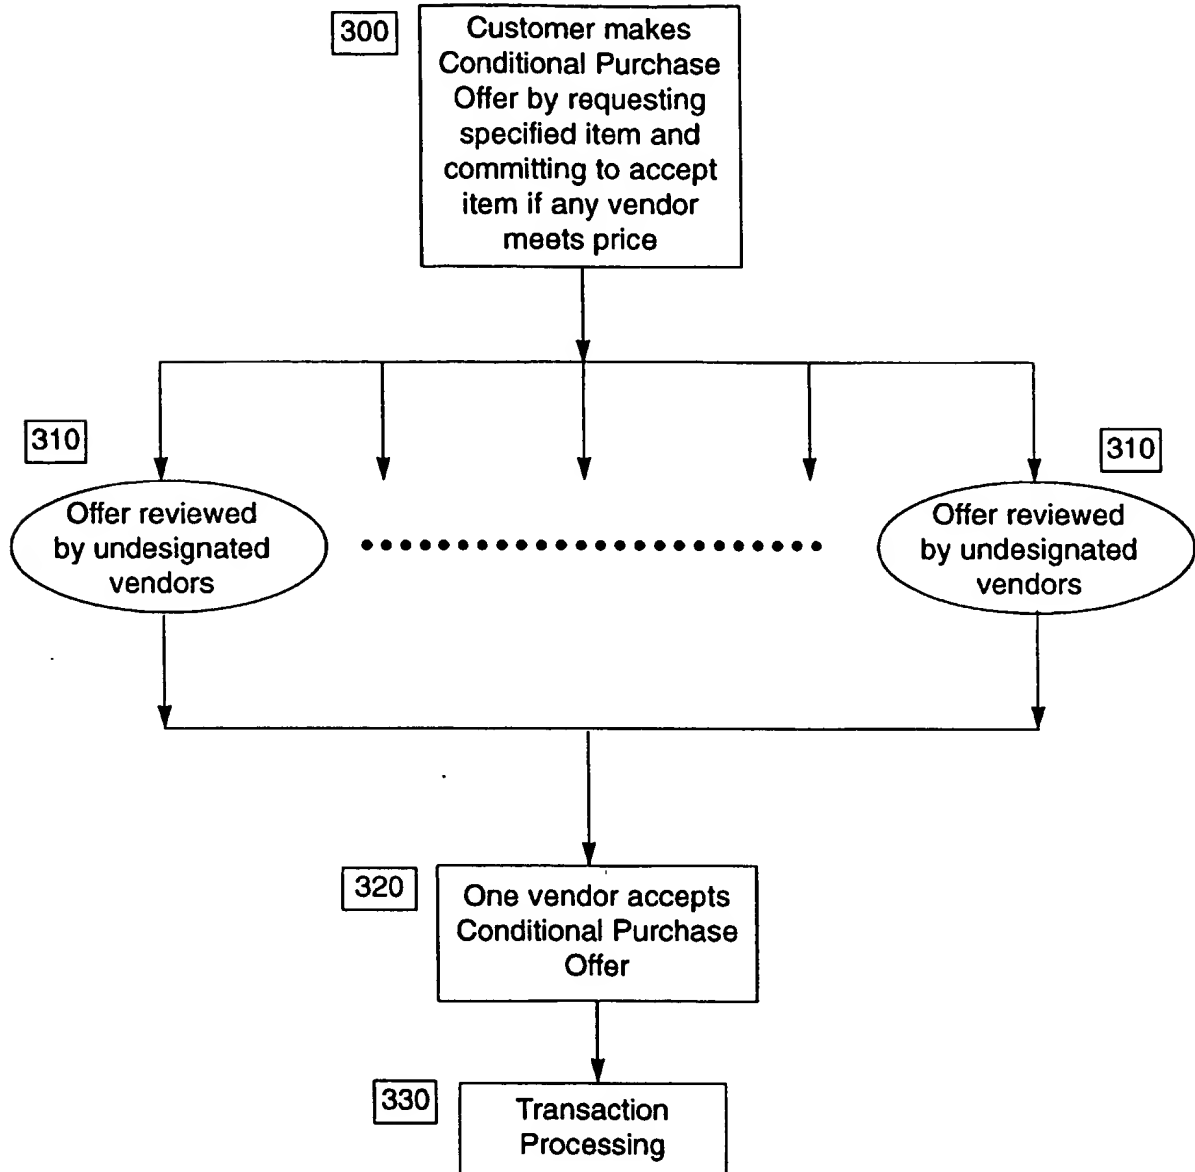 300
Customer makes
Conditional Purchase
Offer by requesting
specified item and
committing to accept
item if any vendor
meets price
310
Offer reviewed
by undesignated
vendors
310
Offer reviewed
by undesignated
vendors
320
One vendor accepts
Conditional Purchase
Offer
330
Transaction
Processing